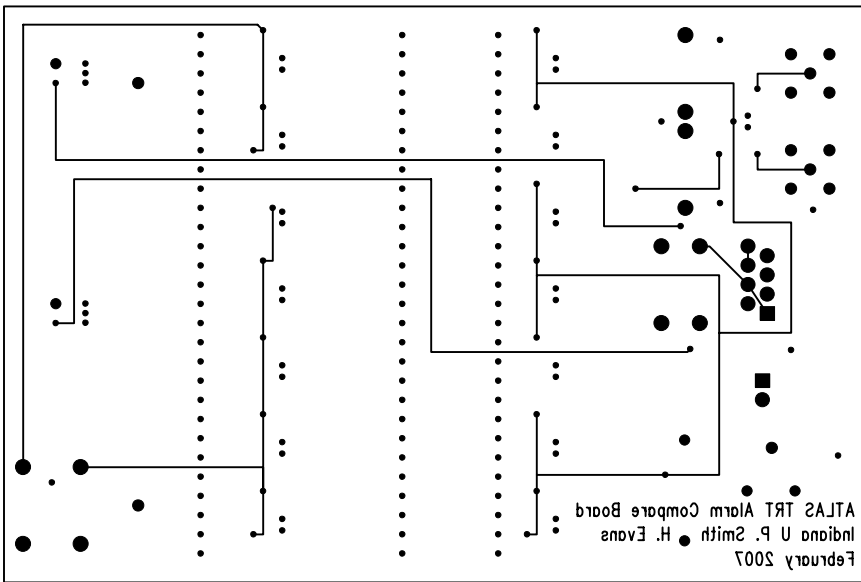 ATLAS TRT Alarm Compare Board
Indiana U P. Smith H. Evans
February 2007